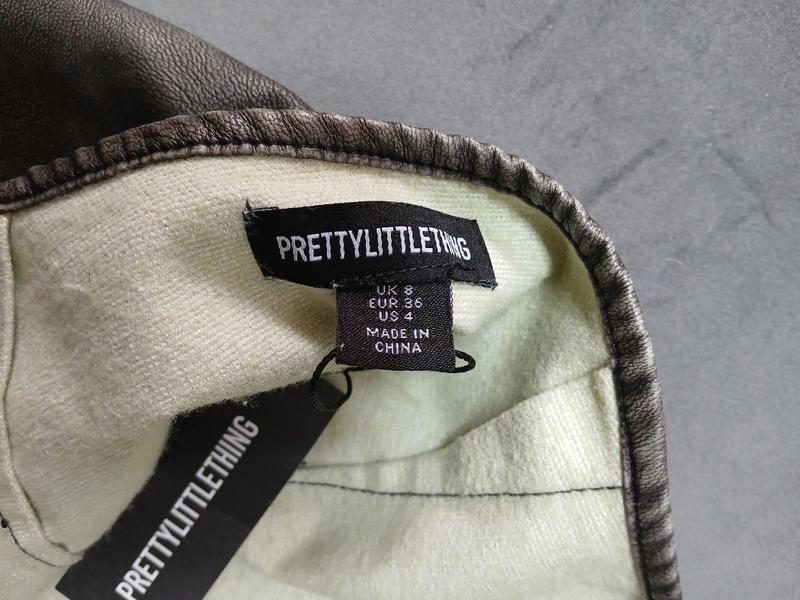 PRETTYLITTLETHING
UK 8
EUR 36
US 4
MADE IN
CHINA
PRETTYLITTLETHING